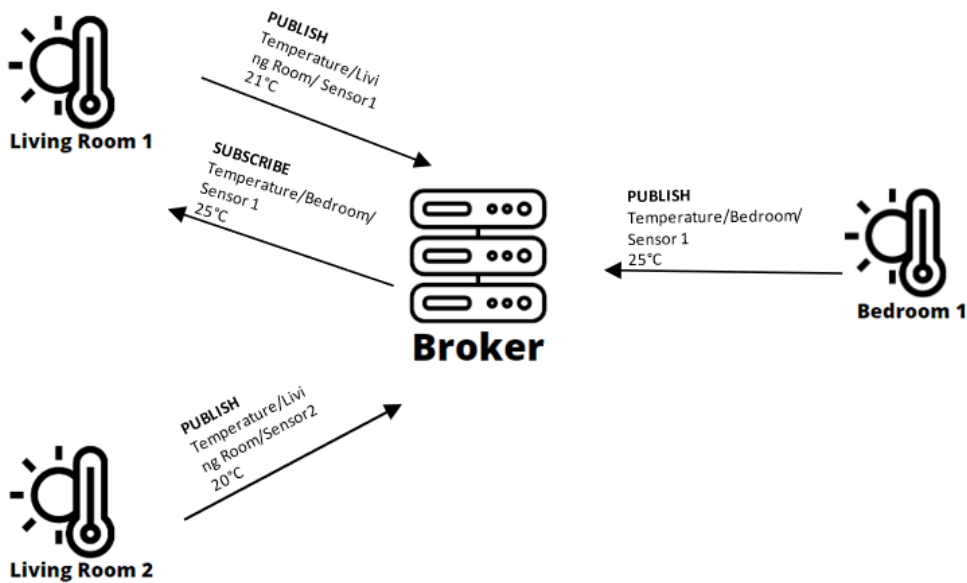 PUBLISH
Temperature/Livi
ng Room/ Sensor1
21°C
Living Room 1
SUBSCRIBE
Temperature/Bedroom/
Sensor 1
25°C
PUBLISH
Temperature/Bedroom/
Sensor 1
25°C
Bedroom 1
Broker
PUBLISH
Temperature/Livi
ng Room/Sensor2
20°C
Living Room 2